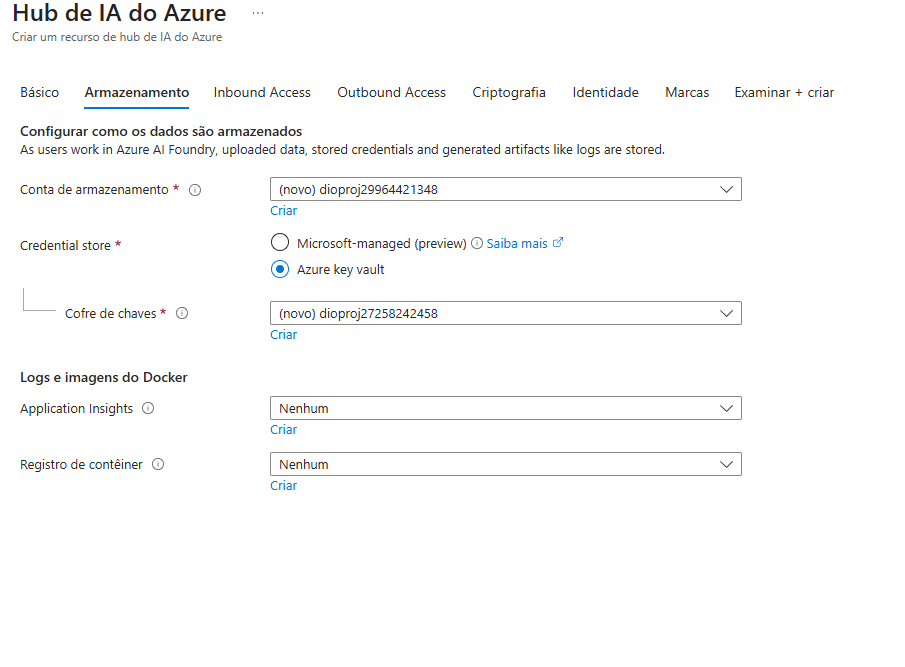 Hub de IA do Azure ...
Criar um recurso de hub de IA do Azure
Básico Armazenamento Inbound Access Outbound Access Criptografia Identidade Marcas Examinar + criar
Configurar como os dados são armazenados
As users work in Azure AI Foundry, uploaded data, stored credentials and generated artifacts like logs are stored.
Conta de armazenamento * (novo) dioproj29964421348
Criar
Credential store * Microsoft-managed (preview) Saiba mais
Azure key vault
Cofre de chaves * (novo) dioproj27258242458
Criar
Logs e imagens do Docker
Application Insights Nenhum
Criar
Registro de contêiner Nenhum
Criar